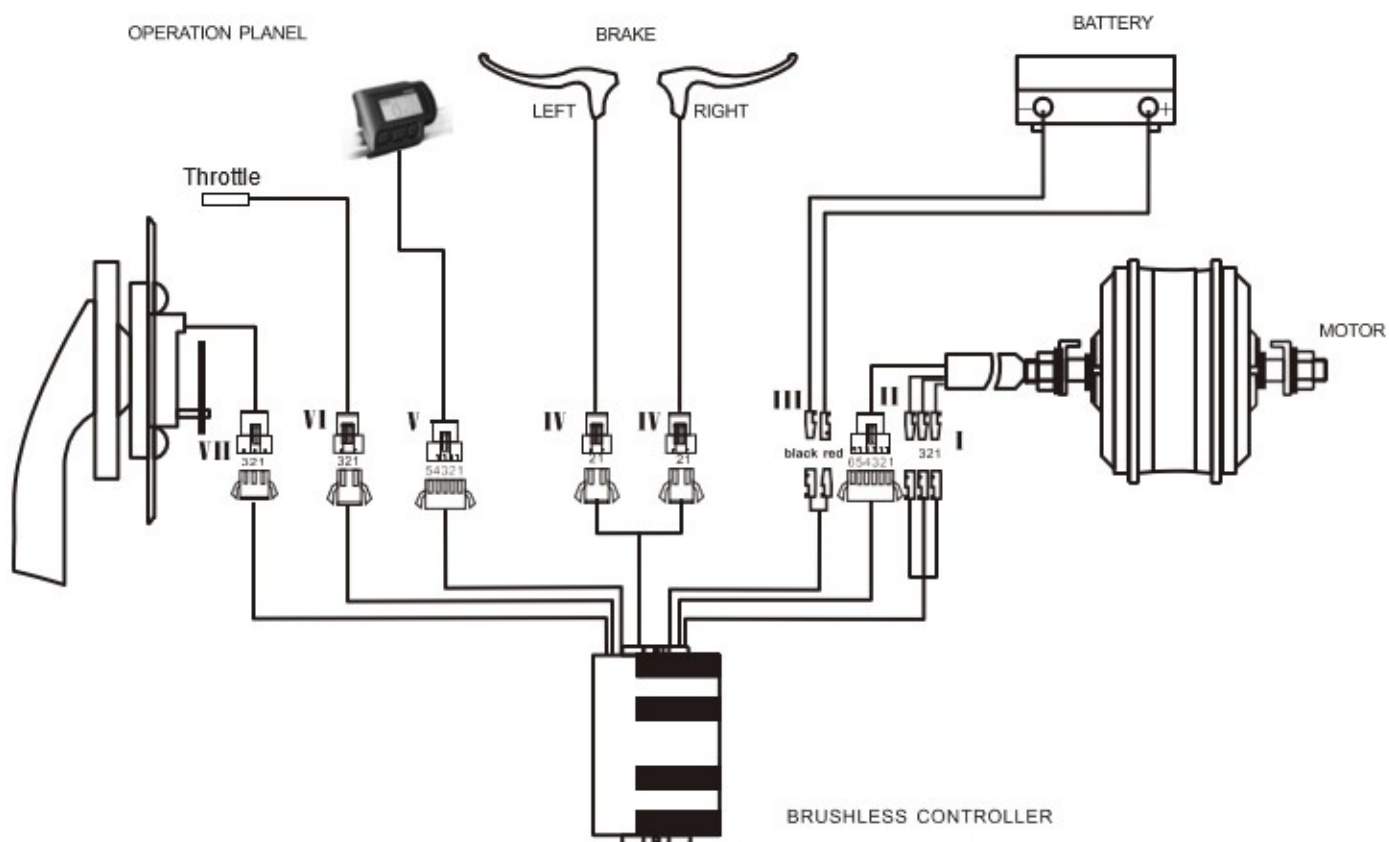 OPERATION PLANEL
BRAKE
BATTERY
LEFT
RIGHT
- +
Throttle
MOTOR
VII
VI
V
IV
IV
III
II
I
321
321
54321
21
21
black red
654321
321
BRUSHLESS CONTROLLER